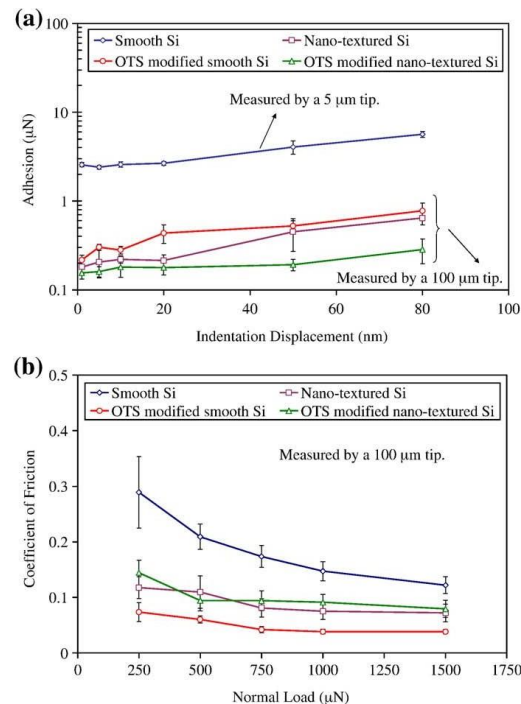 (a)
Smooth Si
Nano-textured Si
OTS modified smooth Si
OTS modified nano-textured Si
Measured by a 5 μm tip.
Measured by a 100 μm tip.
Adhesion (μN)
100
10
1
0.1
0 20 40 60 80 100
Indentation Displacement (nm)
(b)
Smooth Si
Nano-textured Si
OTS modified smooth Si
OTS modified nano-textured Si
Measured by a 100 μm tip.
Coefficient of Friction
0.5
0.4
0.3
0.2
0.1
0
0 250 500 750 1000 1250 1500 1750
Normal Load (μN)